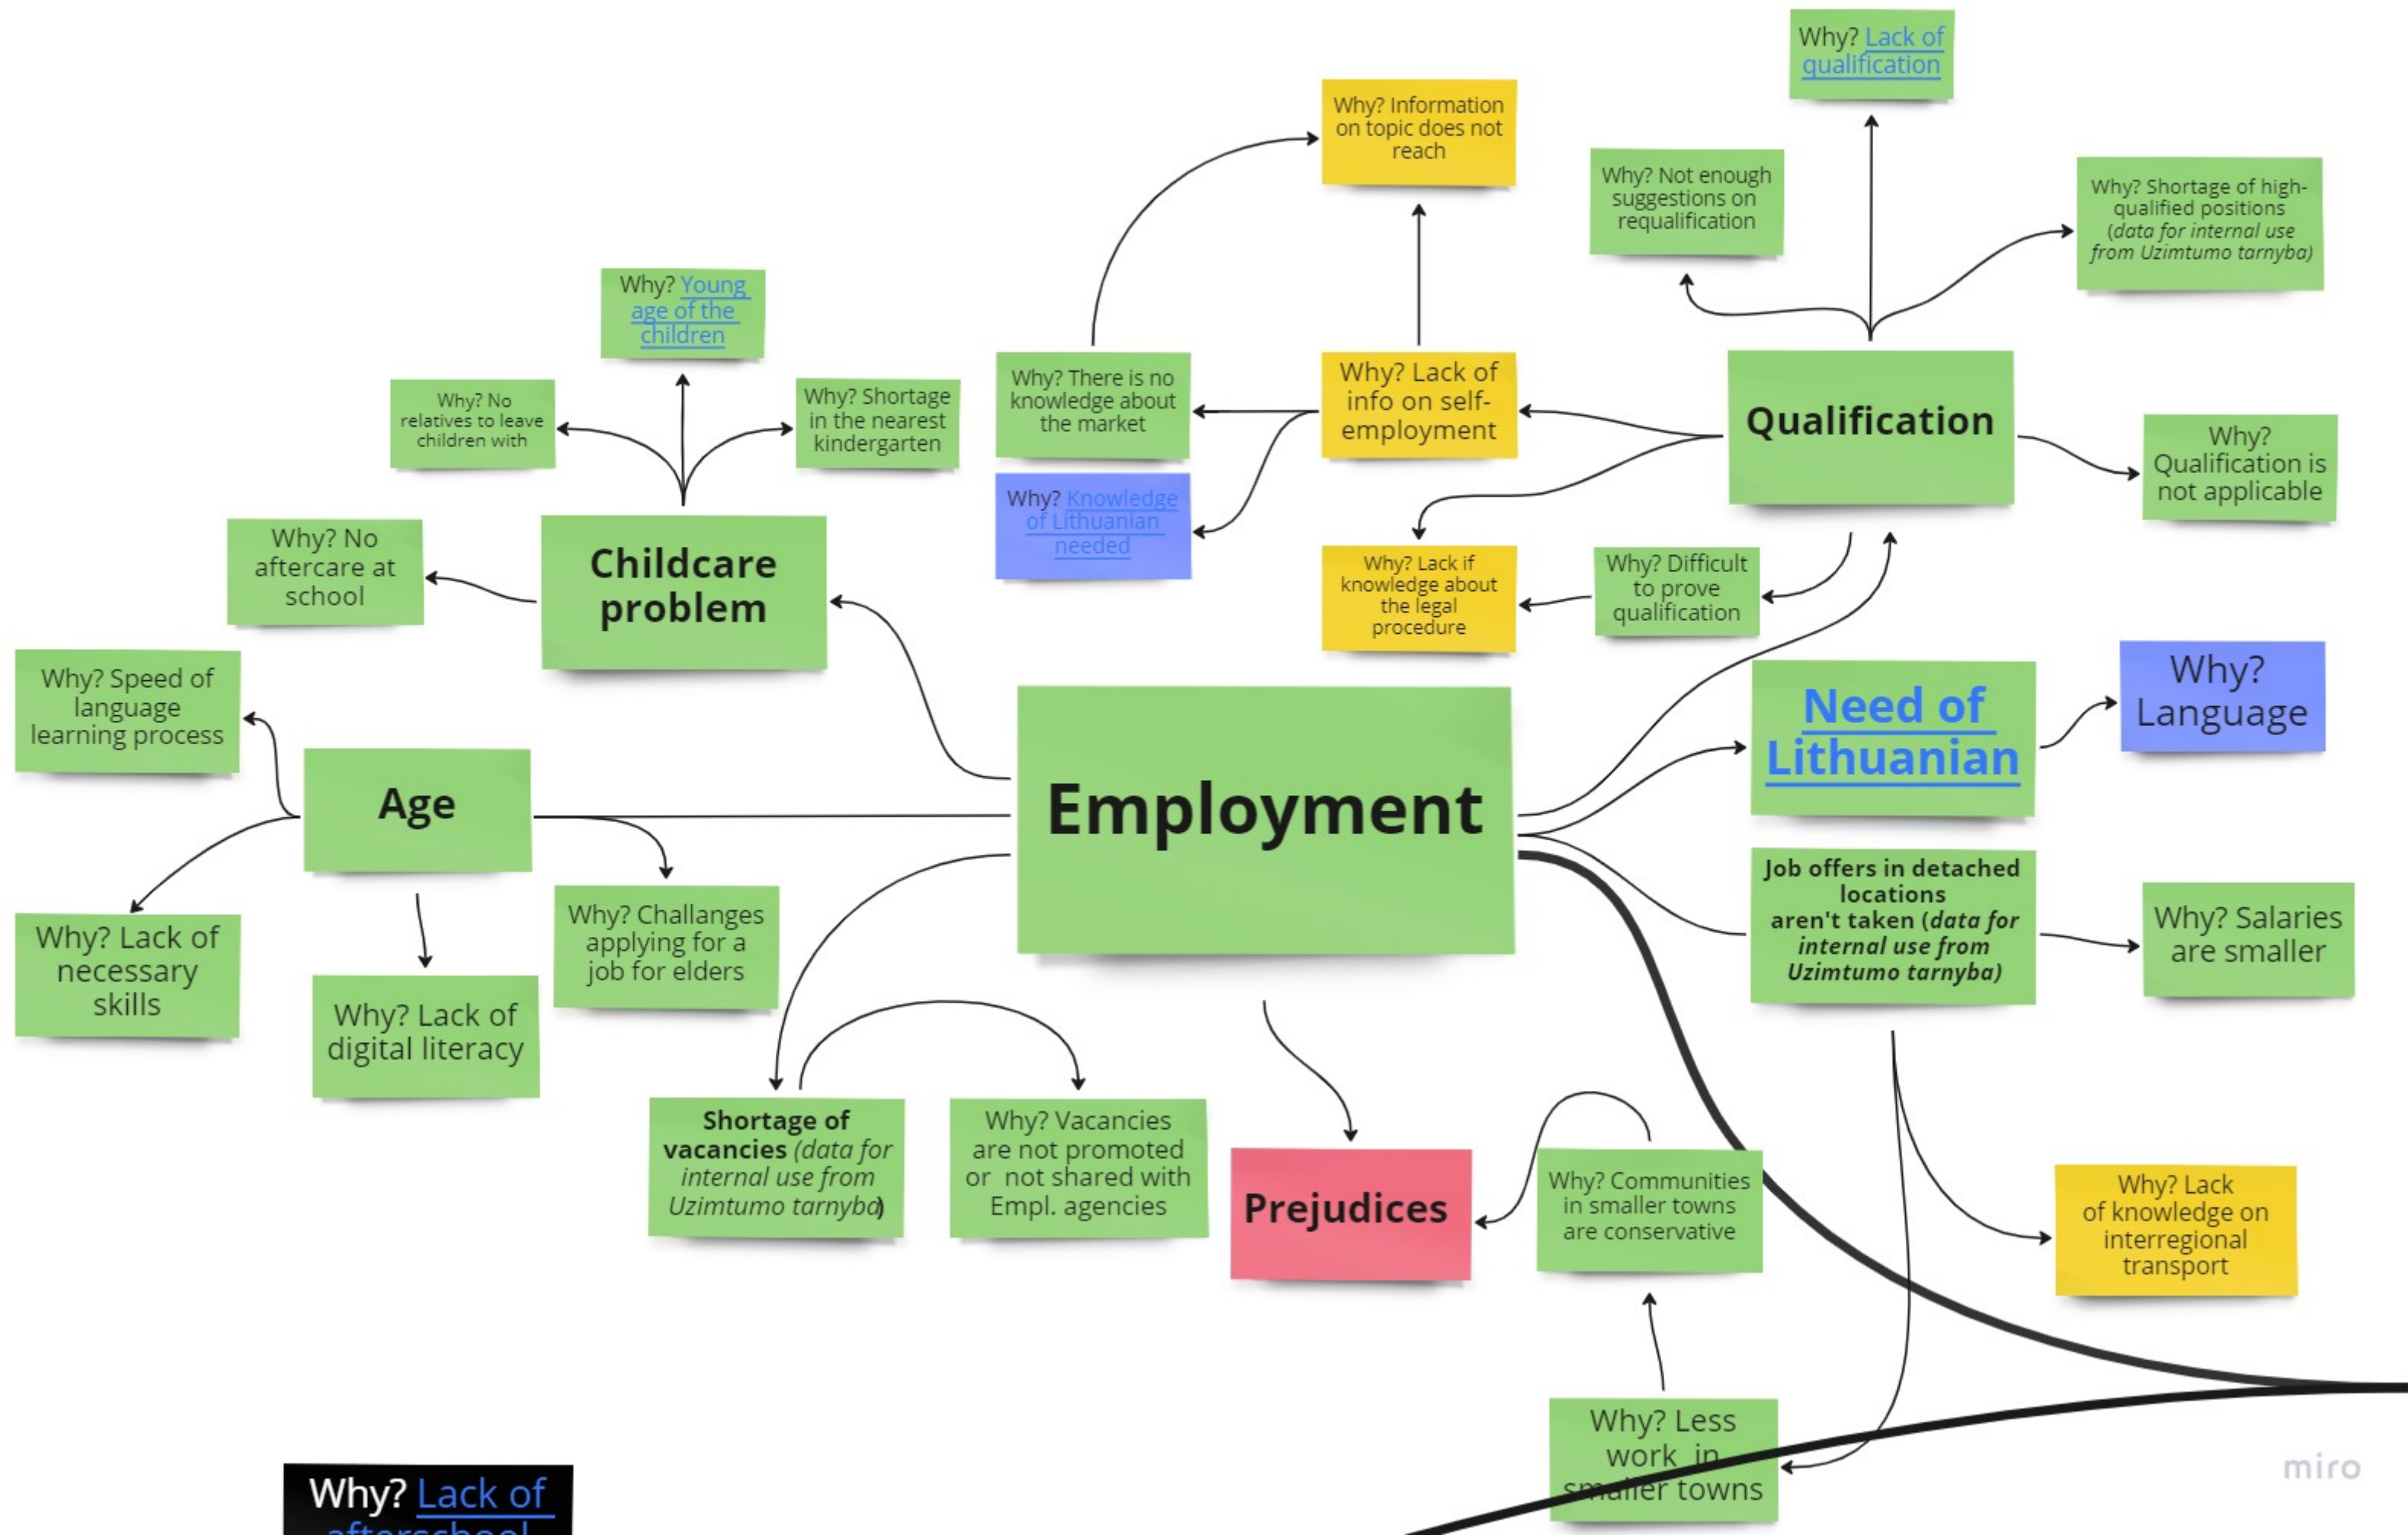 Why? Lack of
qualification
Why? Information
on topic does not
reach
Why? Not enough
suggestions on
requalification
Why? Shortage of high-
qualified positions
(data for internal use
from Uzimtumo tarnyba)
Why? Young
age of the
children
Why? No
relatives to leave
children with
Why? Shortage
in the nearest
kindergarten
Why? There is no
knowledge about
the market
Why? Lack of
info on self-
employment
Qualification
Why?
Qualification is
not applicable
Why? Knowledge
of Lithuanian
needed
Why? No
aftercare at
school
Childcare
problem
Why? Lack if
knowledge about
the legal
procedure
Why? Difficult
to prove
qualification
Why? Speed of
language
learning process
Need of
Lithuanian
Why?
Language
Age
Employment
Job offers in detached
locations
aren't taken (data for
internal use from
Uzimtumo tarnyba)
Why? Salaries
are smaller
Why? Lack of
necessary
skills
Why? Challanges
applying for a
job for elders
Why? Lack of
digital literacy
Shortage of
vacancies (data for
internal use from
Uzimtumo tarnyba)
Why? Vacancies
are not promoted
or not shared with
Empl. agencies
Prejudices
Why? Communities
in smaller towns
are conservative
Why? Lack
of knowledge on
interregional
transport
Why? Less
work in
smaller towns
Why? Lack of
afterschool
miro